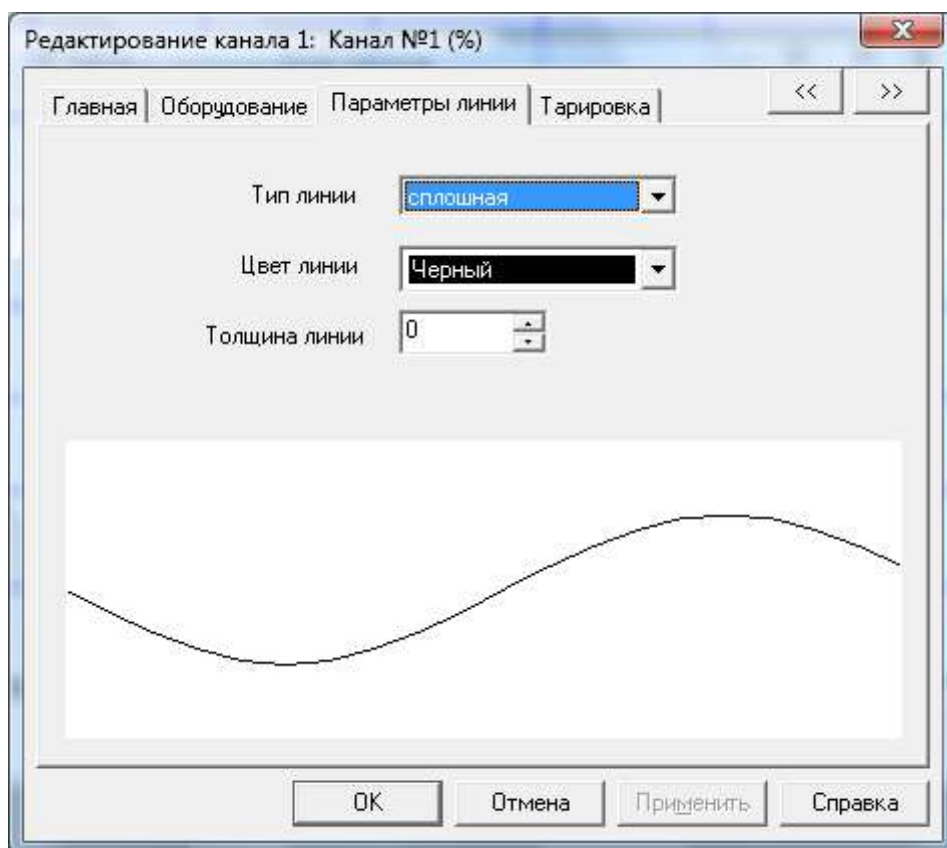 Редактирование канала 1: Канал №1 (%)
Главная Оборудование Параметры линии Тарировка << >>
Тип линии сплошная
Цвет линии Черный
Толщина линии 0
OK Отмена Применить Справка